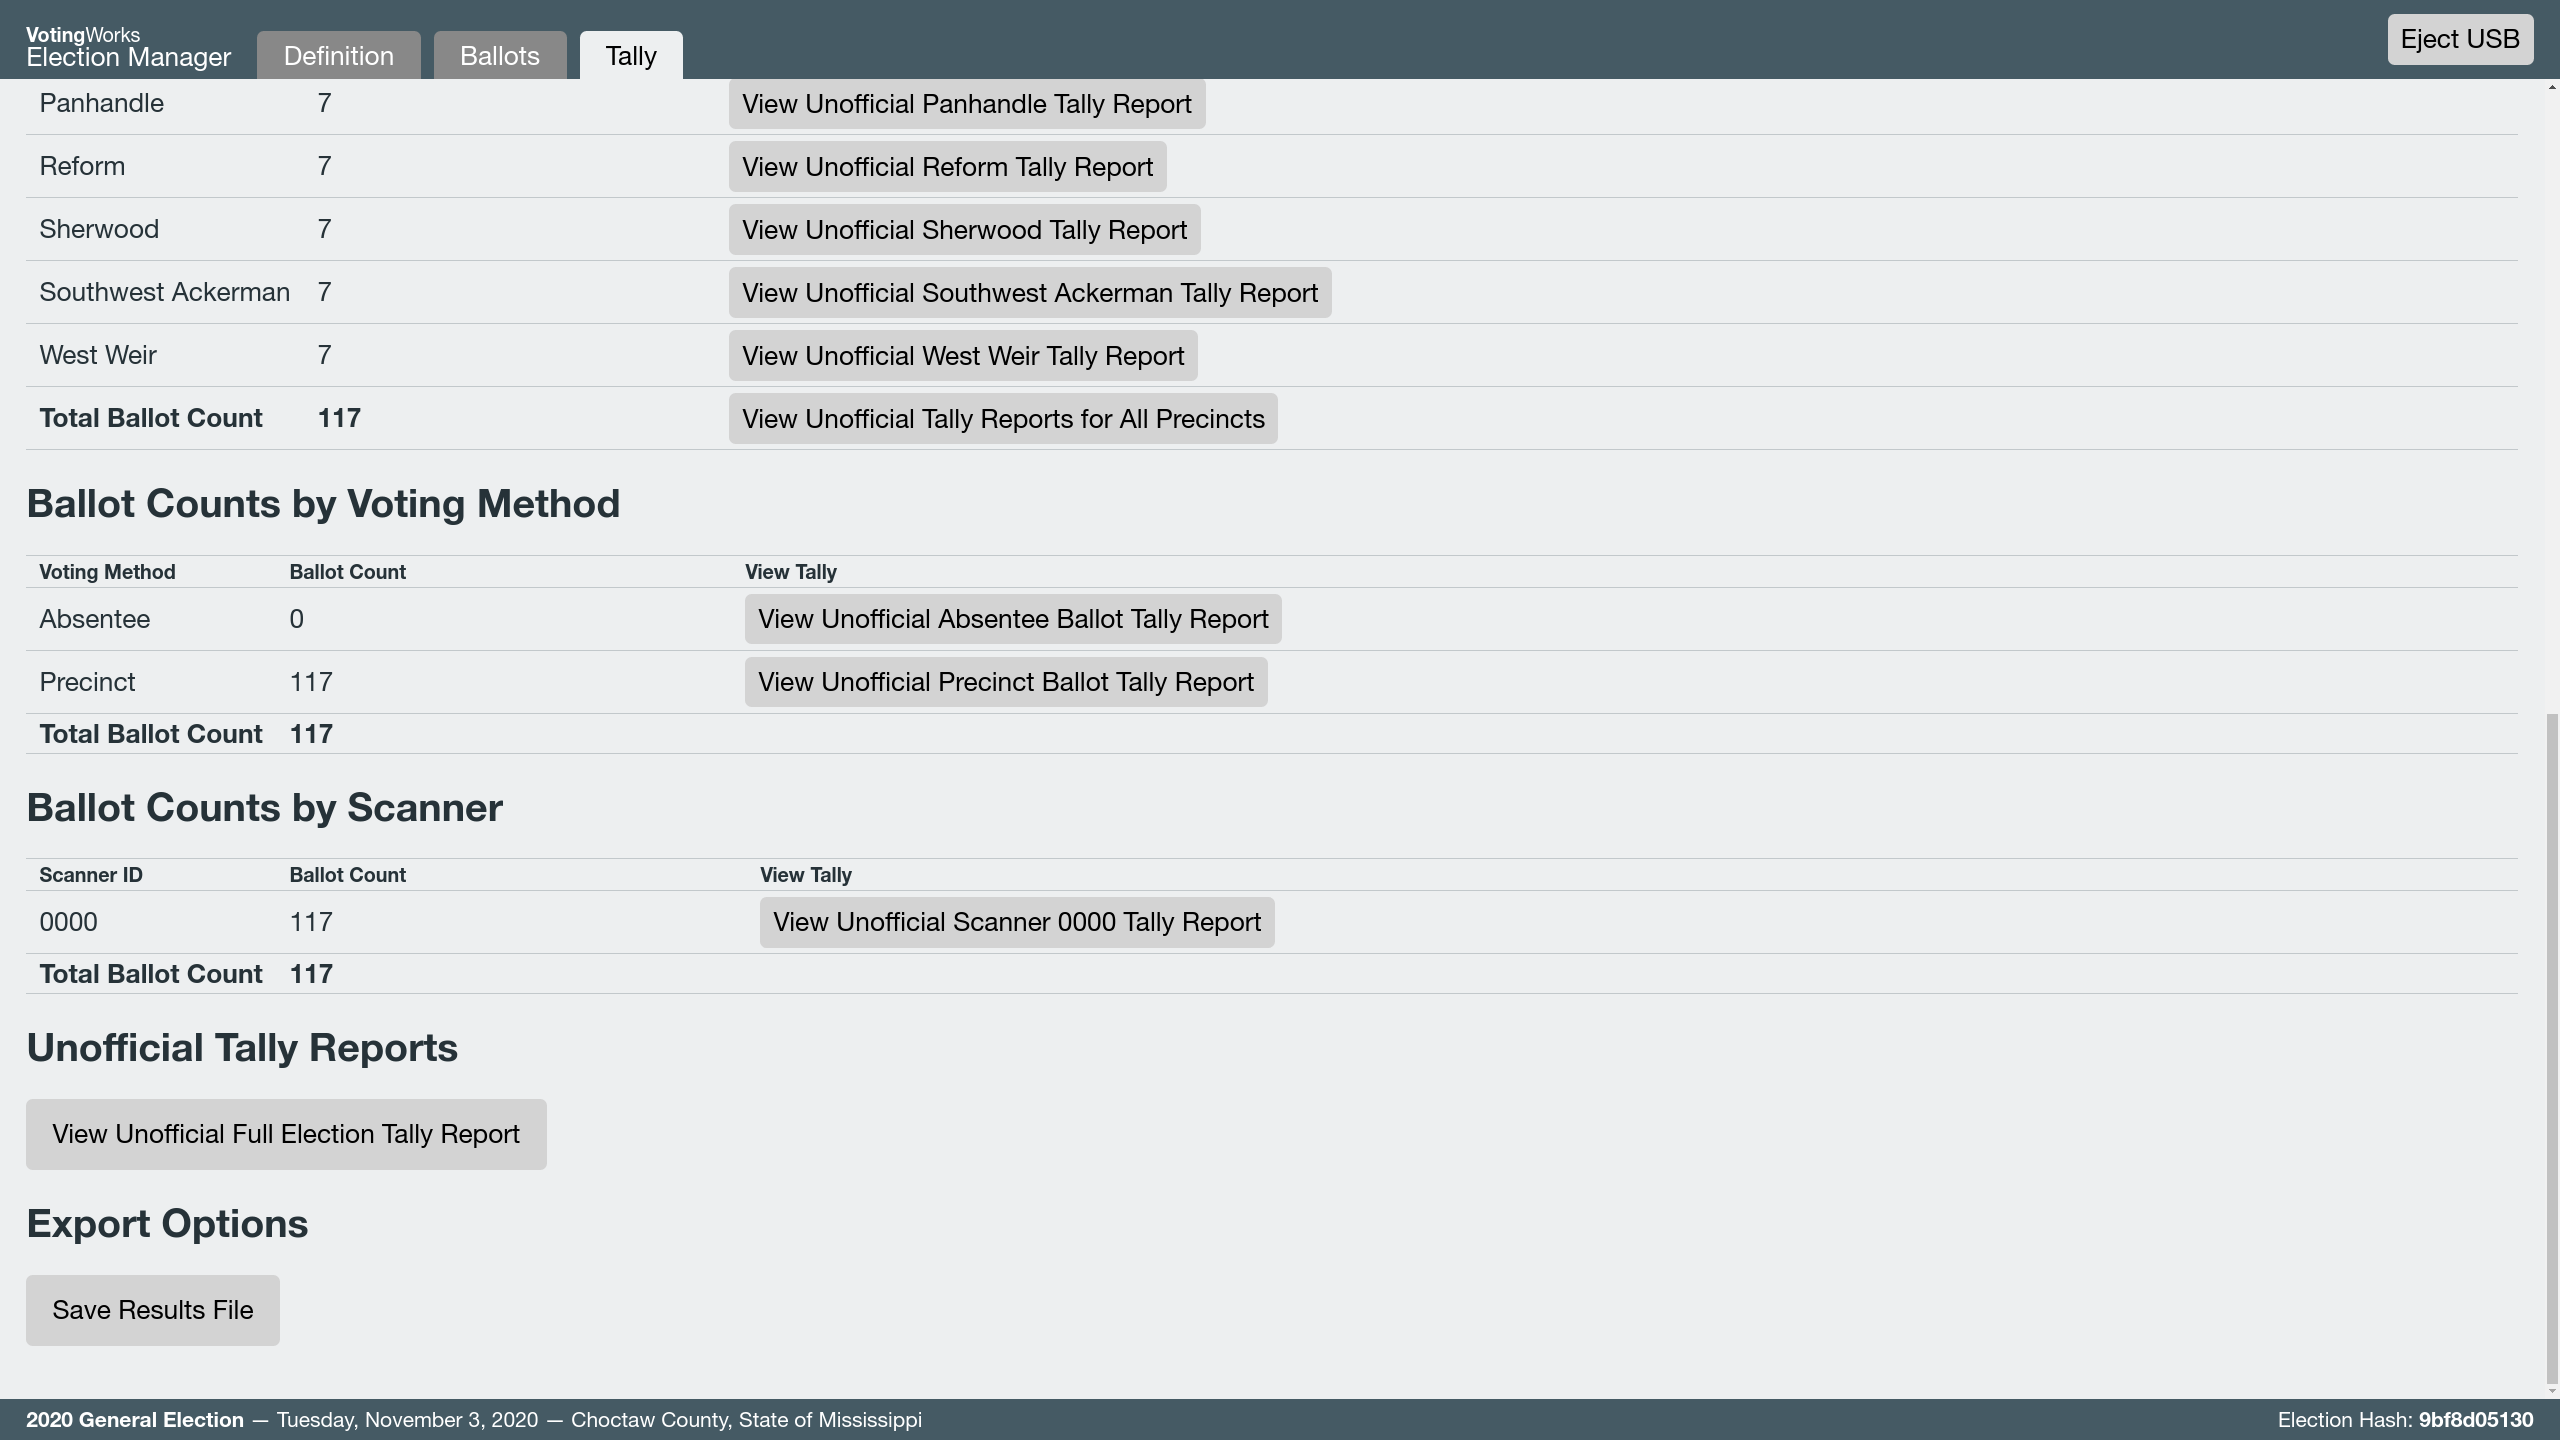 VotingWorks
Election Manager
Definition
Ballots
Tally
Eject USB
Panhandle 7 View Unofficial Panhandle Tally Report
Reform 7 View Unofficial Reform Tally Report
Sherwood 7 View Unofficial Sherwood Tally Report
Southwest Ackerman 7 View Unofficial Southwest Ackerman Tally Report
West Weir 7 View Unofficial West Weir Tally Report
Total Ballot Count 117 View Unofficial Tally Reports for All Precincts
Ballot Counts by Voting Method
Voting Method Ballot Count View Tally
Absentee 0 View Unofficial Absentee Ballot Tally Report
Precinct 117 View Unofficial Precinct Ballot Tally Report
Total Ballot Count 117
Ballot Counts by Scanner
Scanner ID Ballot Count View Tally
0000 117 View Unofficial Scanner 0000 Tally Report
Total Ballot Count 117
Unofficial Tally Reports
View Unofficial Full Election Tally Report
Export Options
Save Results File
2020 General Election — Tuesday, November 3, 2020 — Choctaw County, State of Mississippi
Election Hash: 9bf8d05130